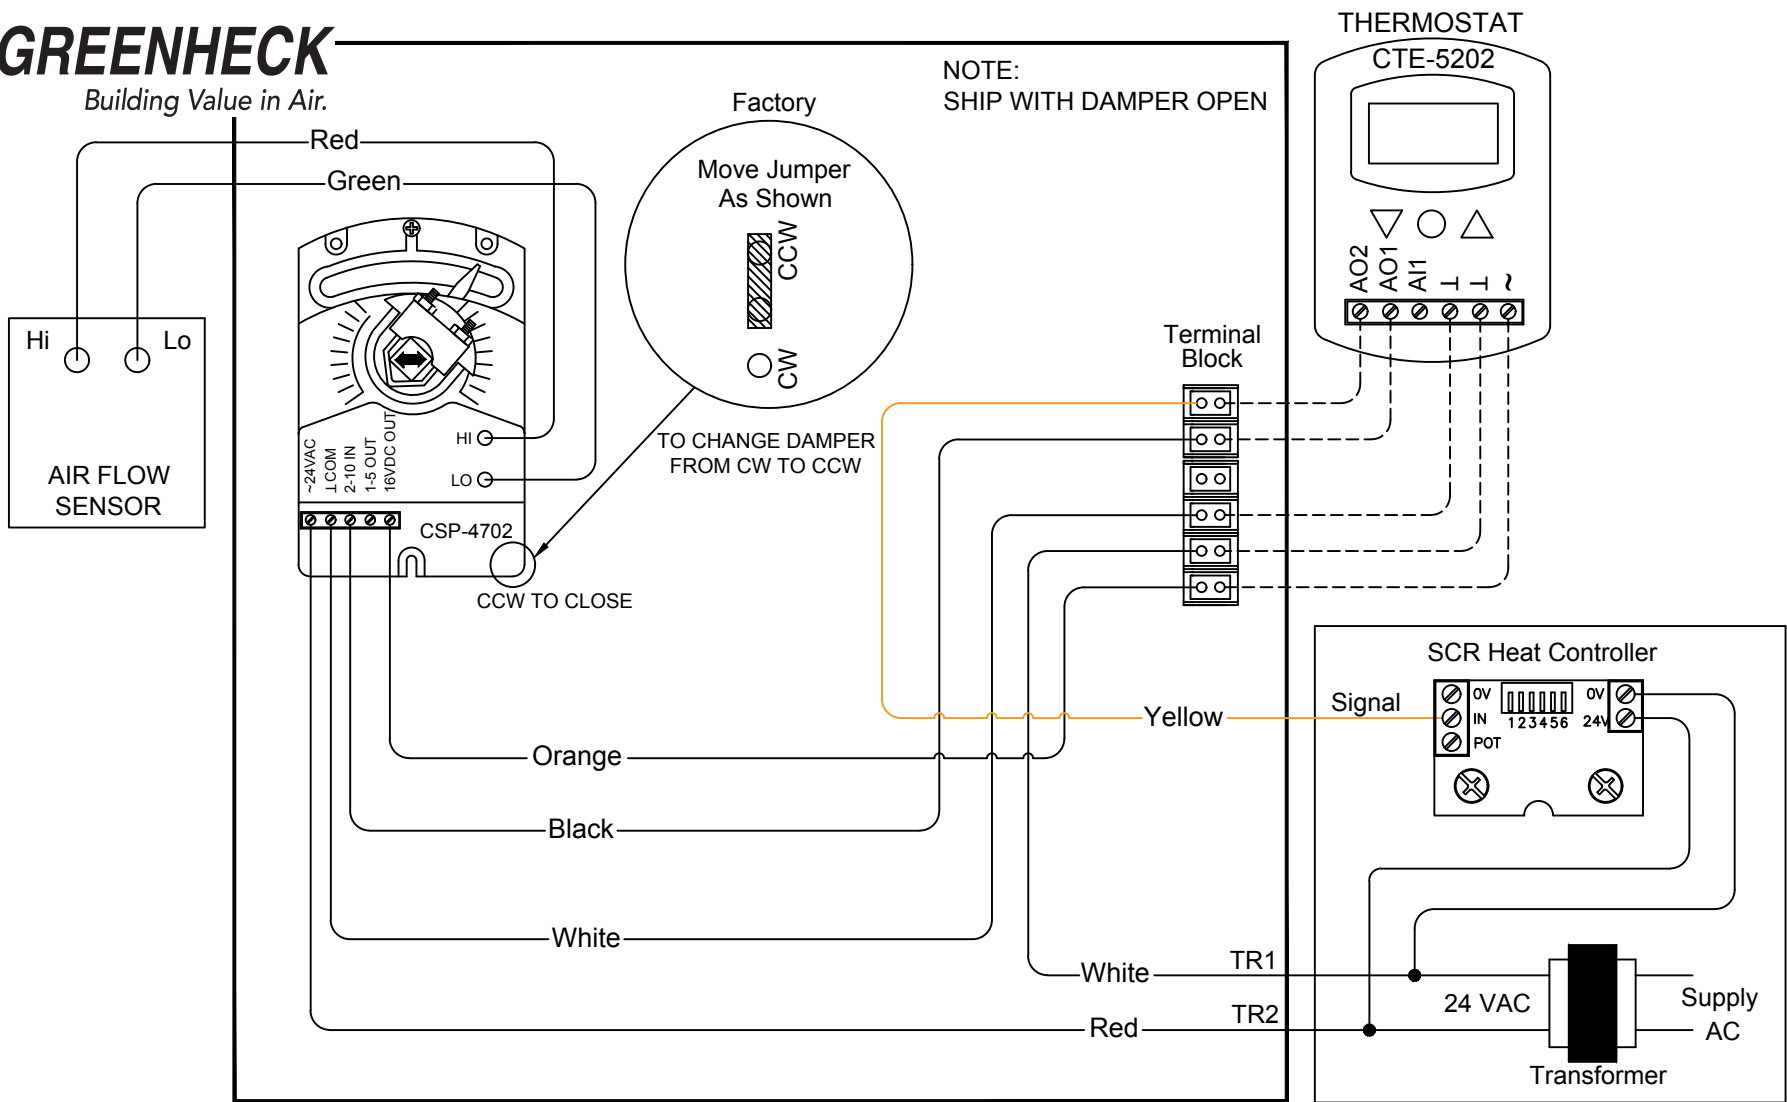 GREENHECK
Building Value in Air.
THERMOSTAT
CTE-5202
NOTE:
SHIP WITH DAMPER OPEN
Factory
Move Jumper
As Shown
CCW
CW
TO CHANGE DAMPER
FROM CW TO CCW
Red
Green
Hi
Lo
AIR FLOW
SENSOR
HI
LO
~24VAC
⊥COM
2-10 IN
1-5 OUT
16VDC OUT
CSP-4702
CCW TO CLOSE
AO2
AO1
AI1
⊥
⊥
~
Terminal
Block
SCR Heat Controller
Signal
0V
IN
POT
123456
0V
24V
Yellow
Orange
Black
White
White
TR1
Red
TR2
24 VAC
Supply
AC
Transformer